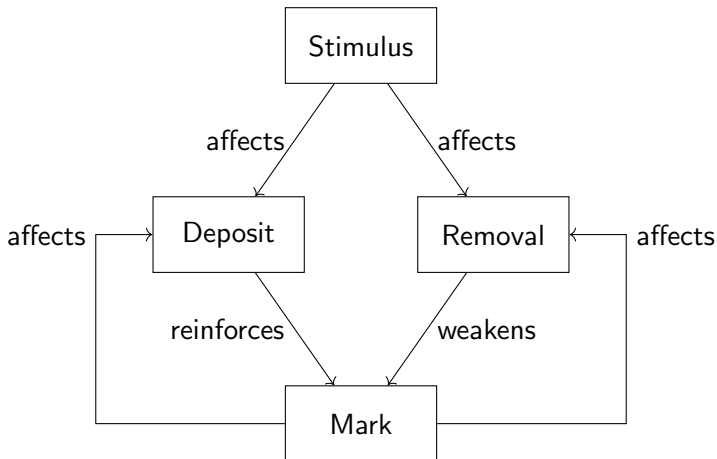 Stimulus
affects
affects
Deposit
Removal
affects
affects
reinforces
weakens
Mark